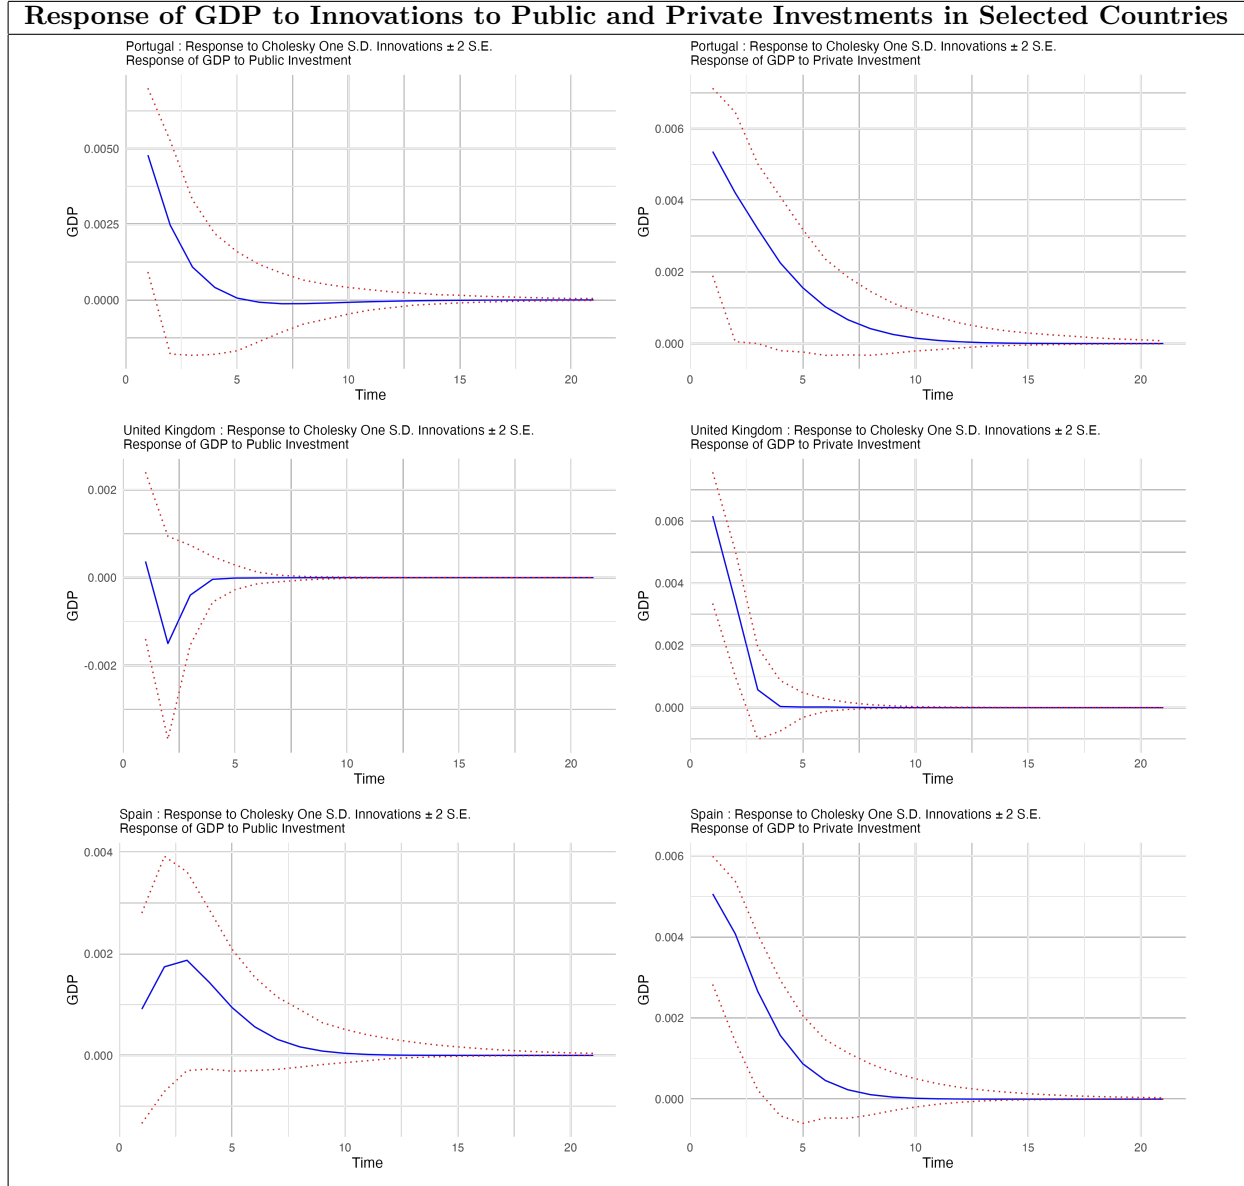 Response of GDP to Innovations to Public and Private Investments in Selected Countries
Portugal : Response to Cholesky One S.D. Innovations ± 2 S.E.
Response of GDP to Public Investment
GDP
0.0050
0.0025
0.0000
0 5 10 15 20
Time
Portugal : Response to Cholesky One S.D. Innovations ± 2 S.E.
Response of GDP to Private Investment
GDP
0.006
0.004
0.002
0.000
0 5 10 15 20
Time
United Kingdom : Response to Cholesky One S.D. Innovations ± 2 S.E.
Response of GDP to Public Investment
GDP
0.002
0.000
-0.002
0 5 10 15 20
Time
United Kingdom : Response to Cholesky One S.D. Innovations ± 2 S.E.
Response of GDP to Private Investment
GDP
0.006
0.004
0.002
0.000
0 5 10 15 20
Time
Spain : Response to Cholesky One S.D. Innovations ± 2 S.E.
Response of GDP to Public Investment
GDP
0.004
0.002
0.000
0 5 10 15 20
Time
Spain : Response to Cholesky One S.D. Innovations ± 2 S.E.
Response of GDP to Private Investment
GDP
0.006
0.004
0.002
0.000
0 5 10 15 20
Time